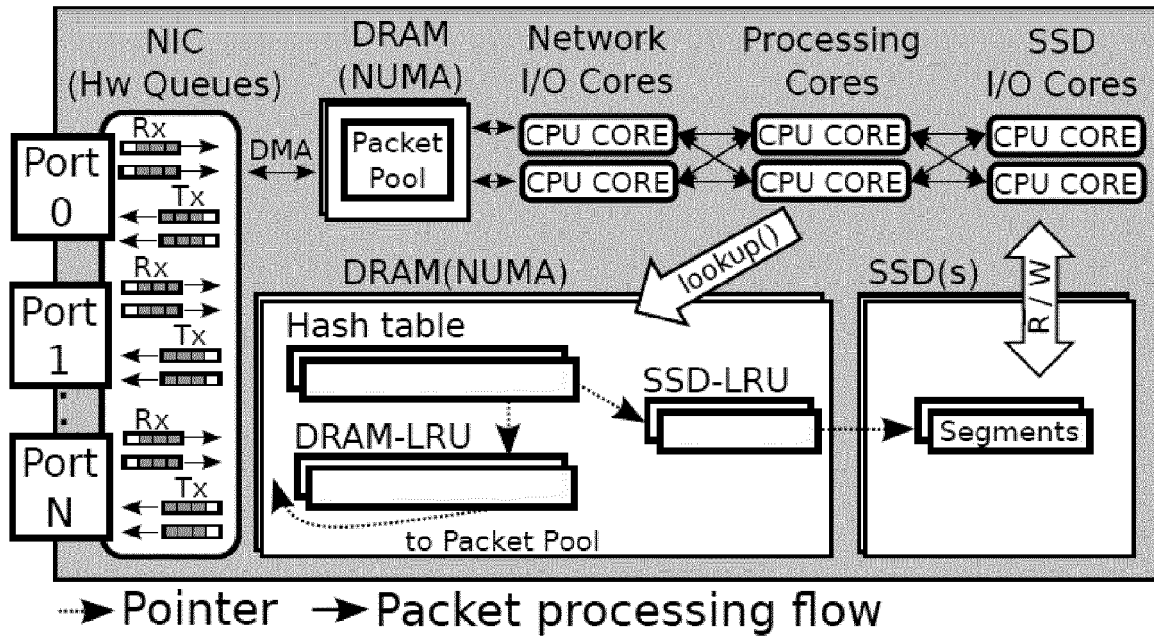 NIC
(Hw Queues)
DRAM
(NUMA)
Network
I/O Cores
Processing
Cores
SSD
I/O Cores
Port
0
Port
1
Port
N
Rx
Tx
Rx
Tx
Rx
Tx
DMA
Packet
Pool
CPU CORE
CPU CORE
CPU CORE
CPU CORE
CPU CORE
CPU CORE
lookup()
R / W
DRAM(NUMA)
Hash table
SSD-LRU
DRAM-LRU
to Packet Pool
SSD(s)
Segments
Pointer
Packet processing flow